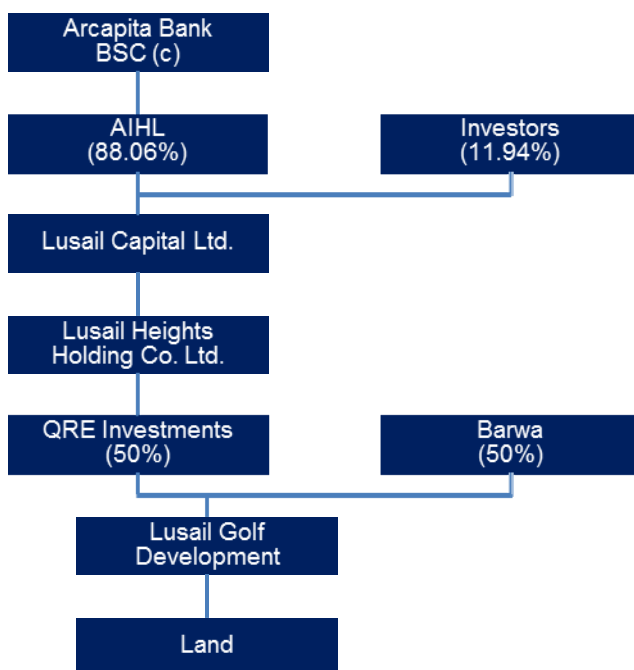 Arcapita Bank
BSC (c)
AIHL
(88.06%)
Investors
(11.94%)
Lusail Capital Ltd.
Lusail Heights
Holding Co. Ltd.
QRE Investments
(50%)
Barwa
(50%)
Lusail Golf
Development
Land